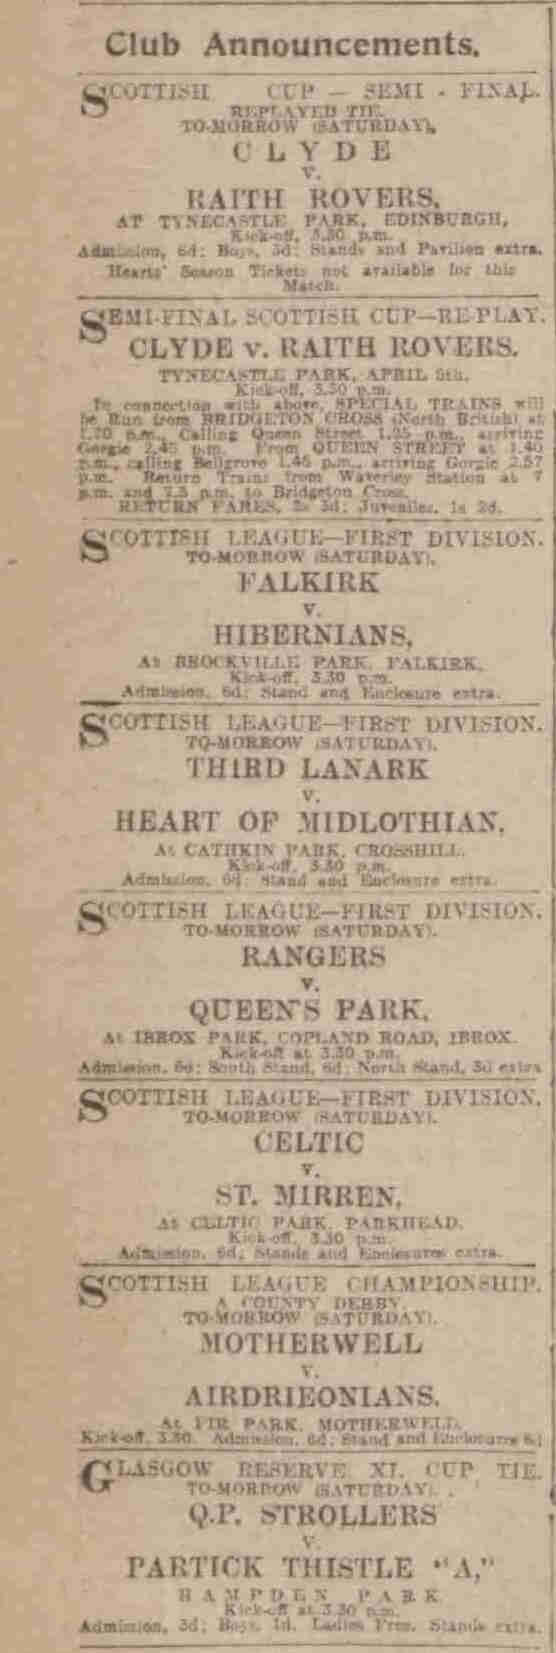 Club Announcements.
SCOTTISH CUP — SEMI-FINAL.
REPLAYED TIE.
TO-MORROW (SATURDAY),
CLYDE
v.
RAITH ROVERS,
AT TYNECASTLE PARK, EDINBURGH,
Kick-off, 3.30 p.m.
Admission, 6d; Boys, 3d; Stands and Pavilion extra.
Hearts' Season Tickets not available for this
Match.
SEMI-FINAL SCOTTISH CUP—RE-PLAY.
CLYDE v. RAITH ROVERS.
TYNECASTLE PARK, APRIL 5th.
Kick-off, 3.30 p.m.
In connection with above, SPECIAL TRAINS will
be Run from BRIDGETON CROSS (North British) at
1.20 p.m., Calling Queen Street 1.25 p.m., arriving
Gorgie 2.45 p.m. From QUEEN STREET at 1.40
p.m., calling Bellgrove 1.46 p.m., arriving Gorgie 2.57
p.m. Return Trains from Waverley Station at 7
p.m. and 7.5 p.m. to Bridgeton Cross.
RETURN FARES, 2s 3d; Juveniles, 1s 2d.
SCOTTISH LEAGUE—FIRST DIVISION.
TO-MORROW (SATURDAY).
FALKIRK
v.
HIBERNIANS,
At BROCKVILLE PARK, FALKIRK.
Kick-off, 3.30 p.m.
Admission, 6d; Stand and Enclosure extra.
SCOTTISH LEAGUE—FIRST DIVISION.
TO-MORROW (SATURDAY).
THIRD LANARK
v.
HEART OF MIDLOTHIAN,
At CATHKIN PARK, CROSSHILL.
Kick-off, 3.30 p.m.
Admission, 6d; Stand and Enclosure extra.
SCOTTISH LEAGUE—FIRST DIVISION.
TO-MORROW (SATURDAY).
RANGERS
v.
QUEEN'S PARK,
At IBROX PARK, COPLAND ROAD, IBROX.
Kick-off at 3.30 p.m.
Admission, 6d; South Stand, 6d; North Stand, 3d extra
SCOTTISH LEAGUE—FIRST DIVISION.
TO-MORROW (SATURDAY).
CELTIC
v.
ST. MIRREN,
At CELTIC PARK, PARKHEAD.
Kick-off, 3.30 p.m.
Admission, 6d; Stands and Enclosures extra.
SCOTTISH LEAGUE CHAMPIONSHIP.
A COUNTY DERBY.
TO-MORROW (SATURDAY).
MOTHERWELL
v.
AIRDRIEONIANS.
At FIR PARK, MOTHERWELL.
Kick-off, 3.30. Admission, 6d; Stand and Enclosures 6d
GLASGOW RESERVE XI. CUP TIE.
TO-MORROW (SATURDAY).
Q.P. STROLLERS
v.
PARTICK THISTLE "A,"
HAMPDEN PARK.
Kick-off at 3.30 p.m.
Admission, 3d; Boys, 1d. Ladies Free. Stands extra.